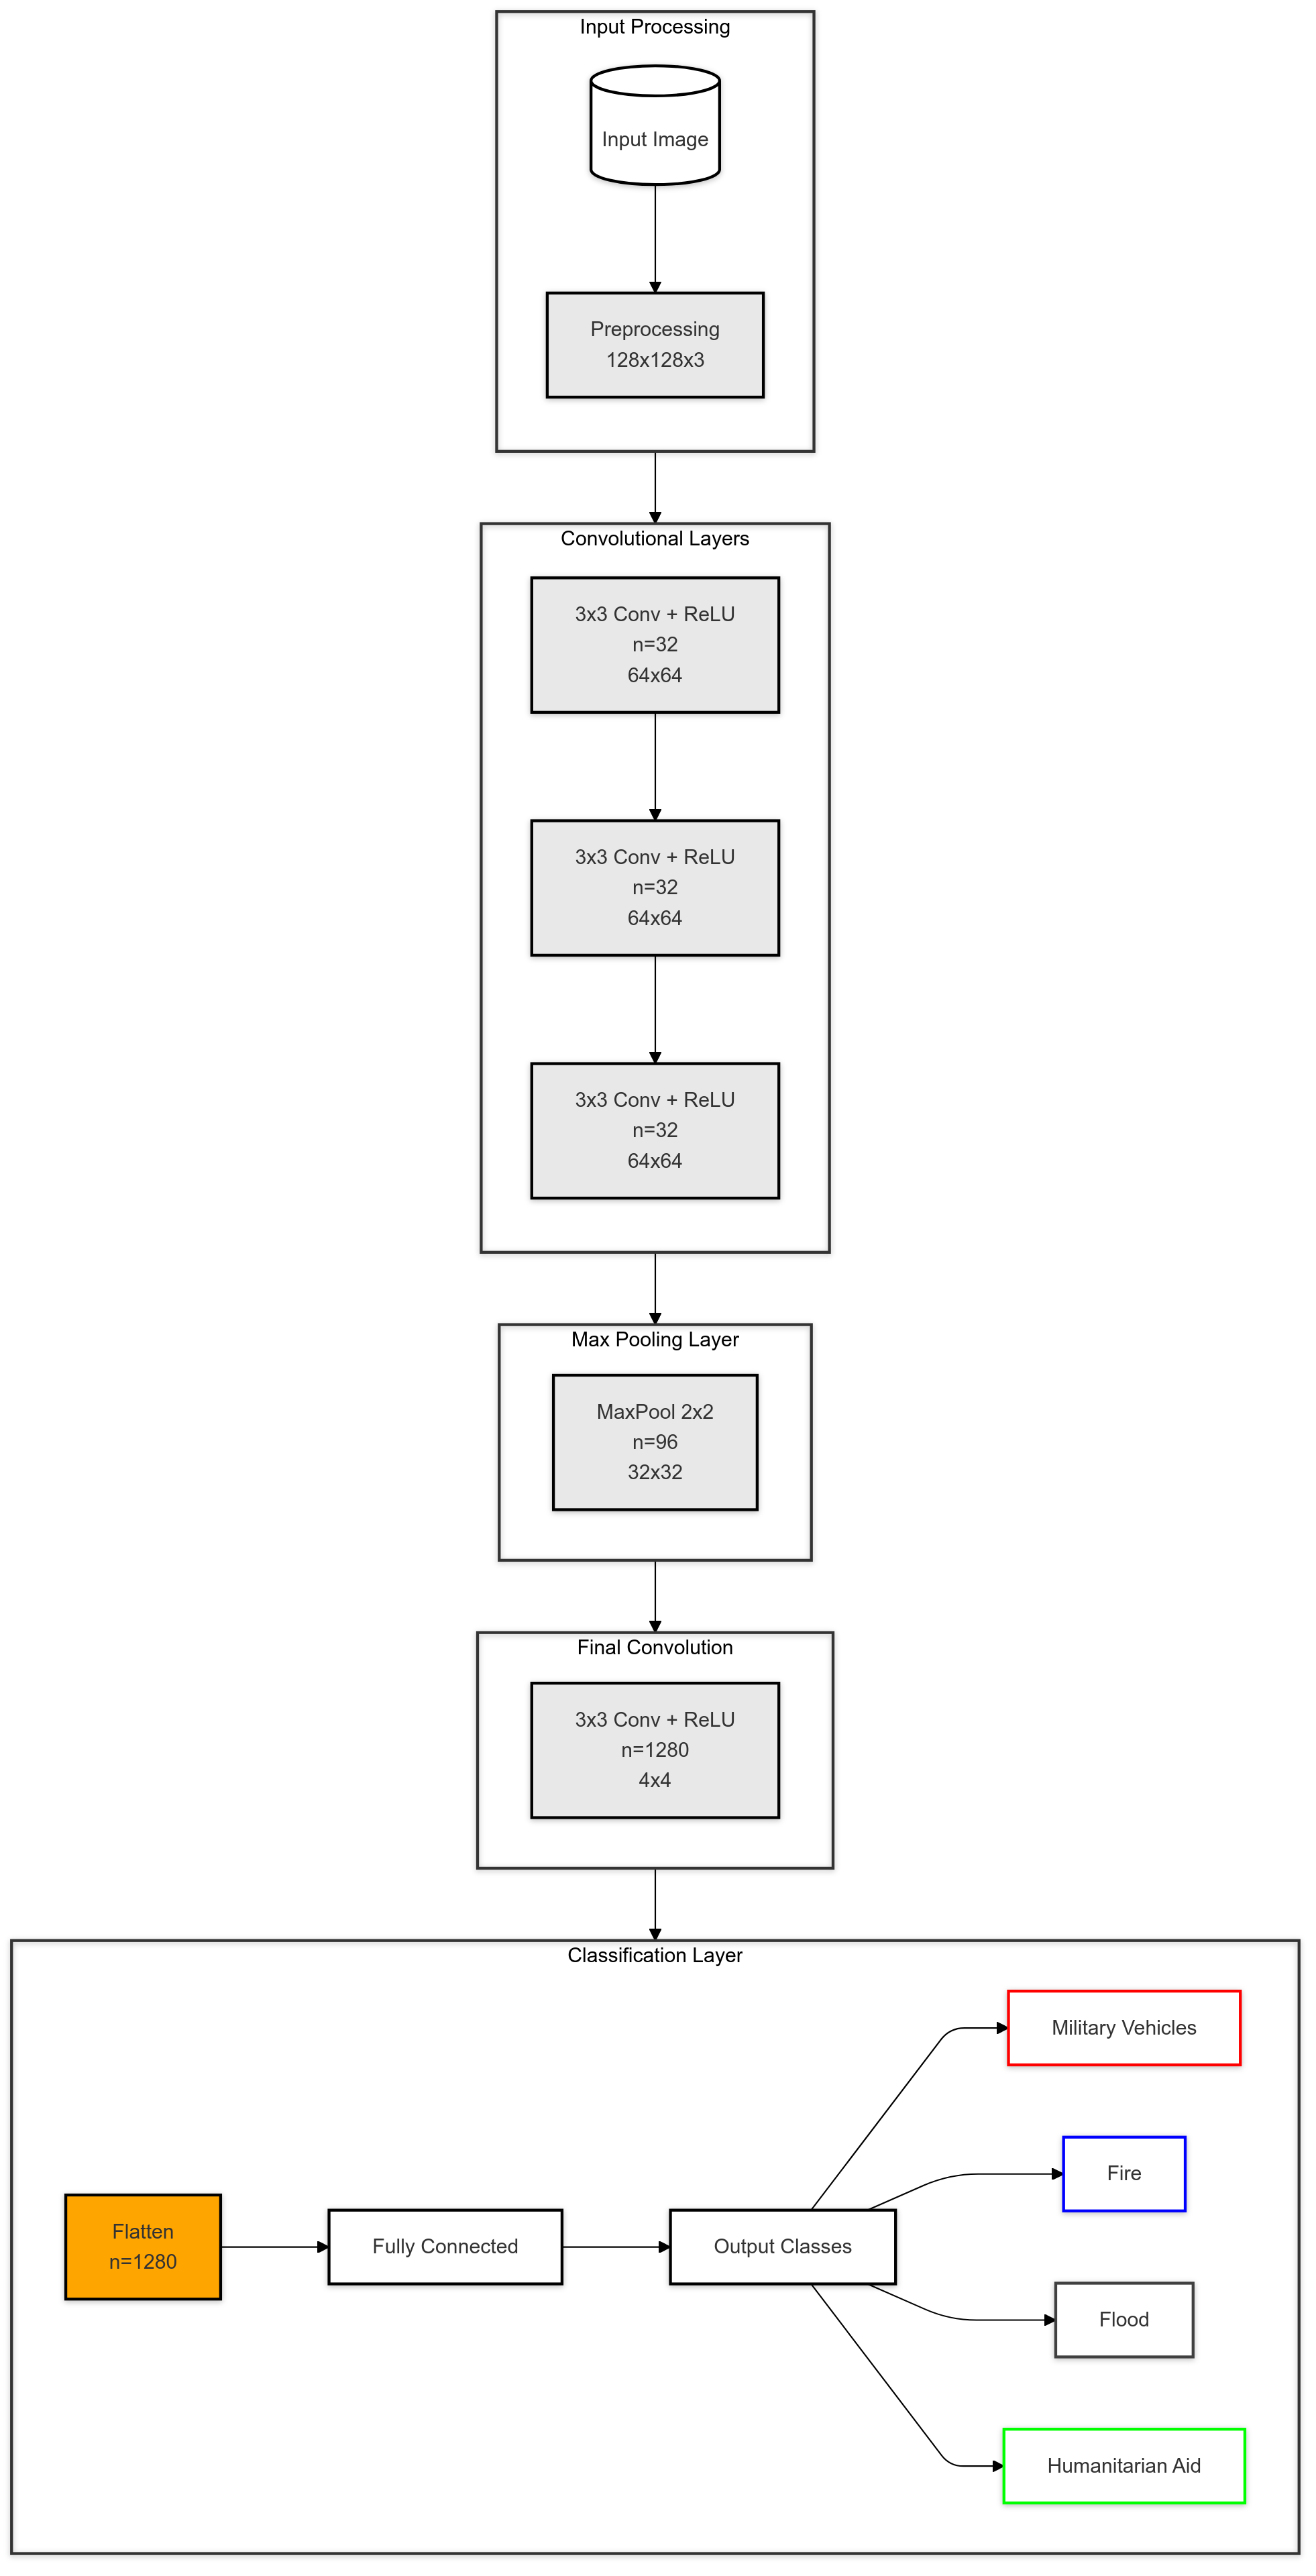 Input Processing
Input Image
Preprocessing
128x128x3
Convolutional Layers
3x3 Conv + ReLU
n=32
64x64
3x3 Conv + ReLU
n=32
64x64
3x3 Conv + ReLU
n=32
64x64
Max Pooling Layer
MaxPool 2x2
n=96
32x32
Final Convolution
3x3 Conv + ReLU
n=1280
4x4
Classification Layer
Flatten
n=1280
Fully Connected
Output Classes
Military Vehicles
Fire
Flood
Humanitarian Aid